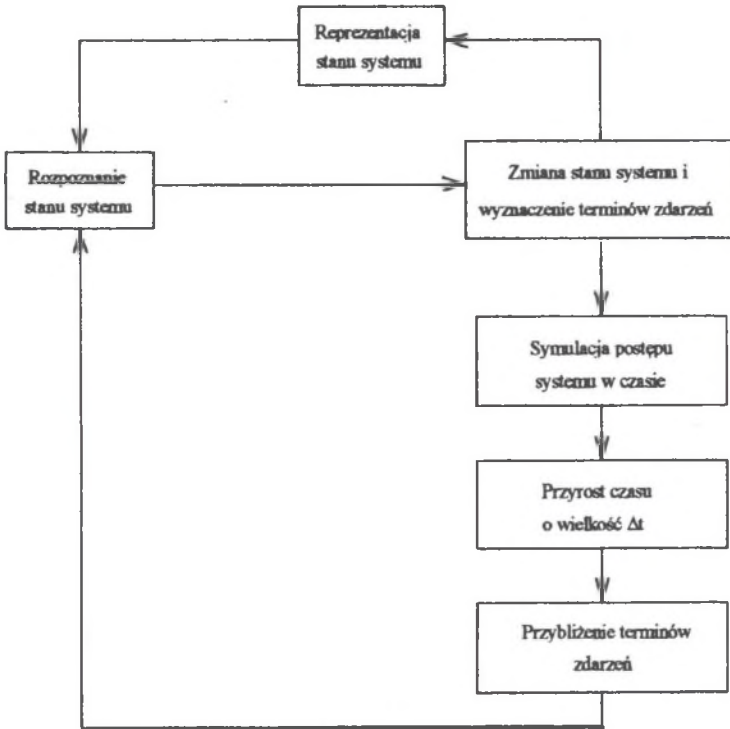 Reprezentacja
stanu systemu
Rozpoznanie
stanu systemu
Zmiana stanu systemu i
wyznaczenie terminów zdarzeń
Symulacja postępu
systemu w czasie
Przyrost czasu
o wielkość Δt
Przybliżenie terminów
zdarzeń